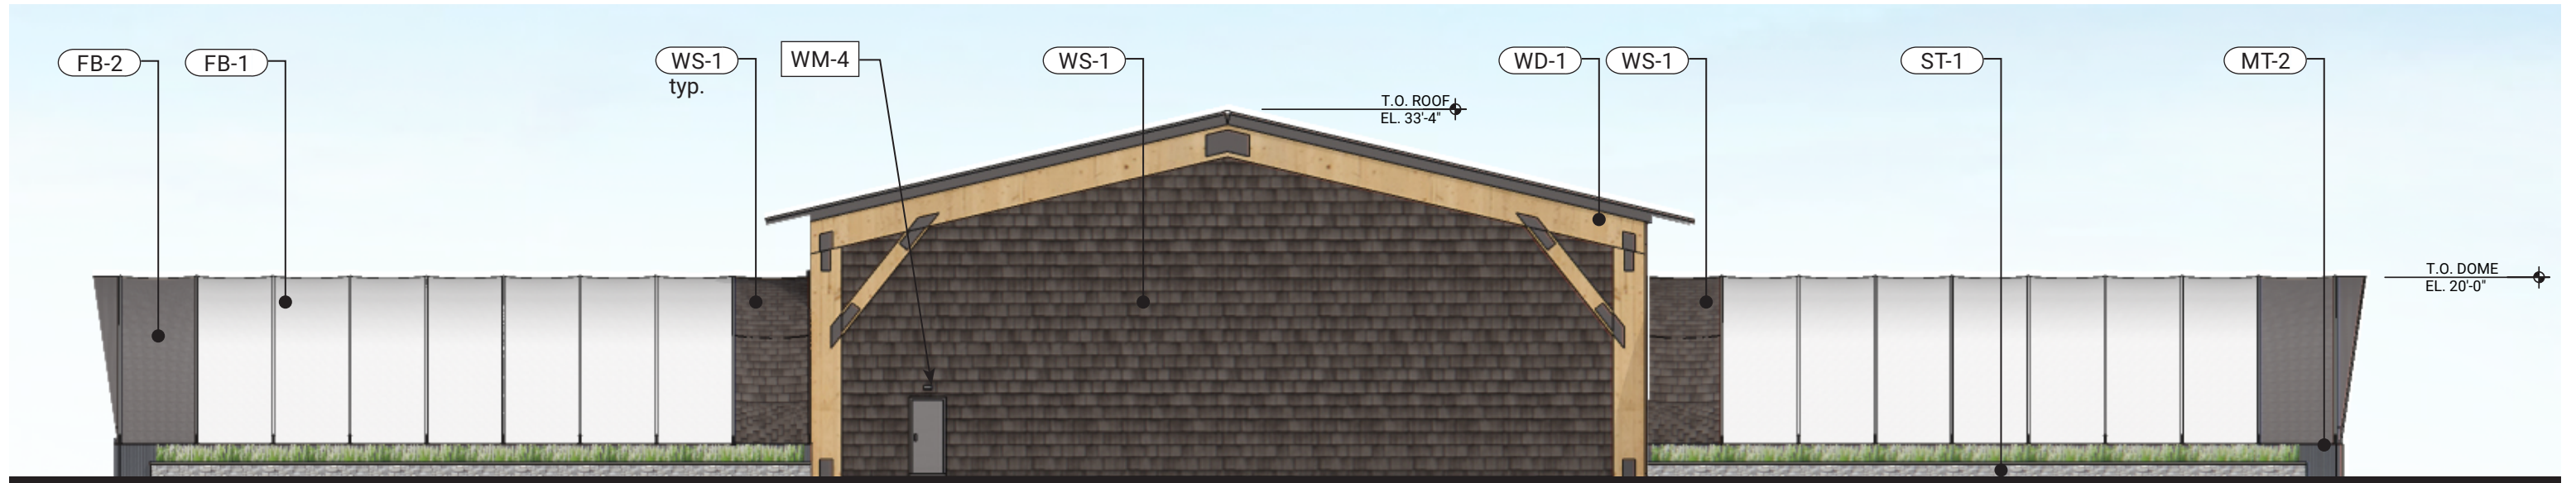 FB-2
FB-1
WS-1
typ.
WM-4
WS-1
WD-1
WS-1
ST-1
MT-2
T.O. ROOF
EL. 33'-4"
T.O. DOME
EL. 20'-0"